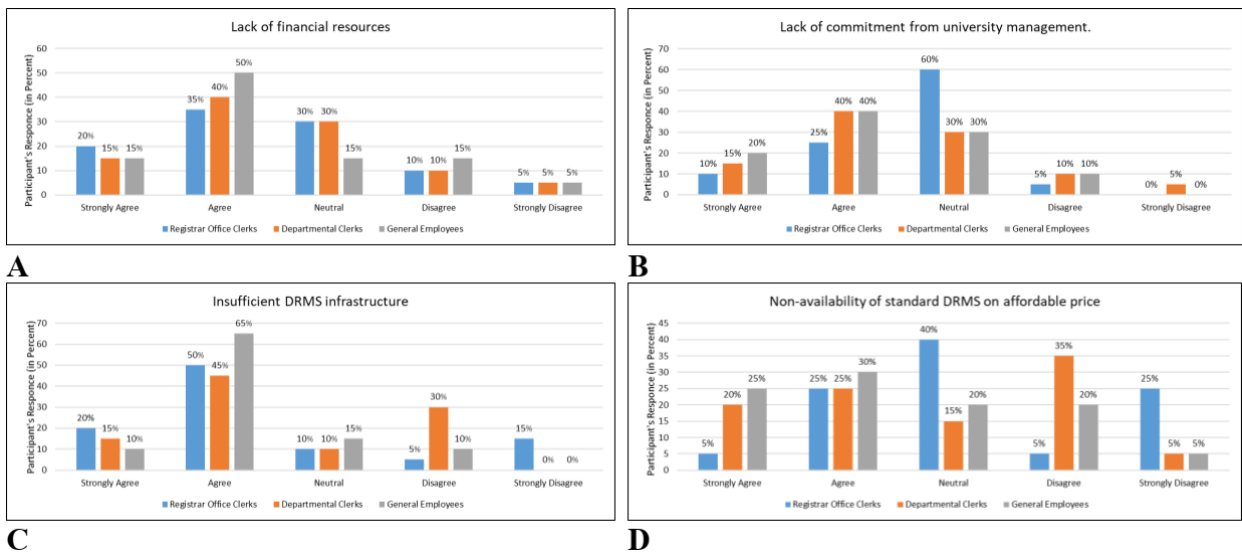 Lack of financial resources
Participant's Responce (in Percent)
60
50
40
30
20
10
0
20%
15%
15%
35%
40%
50%
30%
30%
15%
10%
10%
15%
5%
5%
5%
Strongly Agree
Agree
Neutral
Disagree
Strongly Disagree
Registrar Office Clerks
Departmental Clerks
General Employees
A
Lack of commitment from university management.
Participant's Responce (in Percent)
70
60
50
40
30
20
10
0
10%
15%
20%
25%
40%
40%
60%
30%
30%
5%
10%
10%
0%
5%
0%
Strongly Agree
Agree
Neutral
Disagree
Strongly Disagree
Registrar Office Clerks
Departmental Clerks
General Employees
B
Insufficient DRMS infrastructure
Participant's Responce (in Percent)
70
60
50
40
30
20
10
0
20%
15%
10%
50%
45%
65%
10%
10%
15%
5%
30%
10%
15%
0%
0%
Strongly Agree
Agree
Neutral
Disagree
Strongly Disagree
Registrar Office Clerks
Departmental Clerks
General Employees
C
Non-availability of standard DRMS on affordable price
Participant's Responce (in Percent)
45
40
35
30
25
20
15
10
5
0
5%
20%
25%
25%
25%
30%
40%
15%
20%
5%
35%
20%
25%
5%
5%
Strongly Agree
Agree
Neutral
Disagree
Strongly Disagree
Registrar Office Clerks
Departmental Clerks
General Employees
D